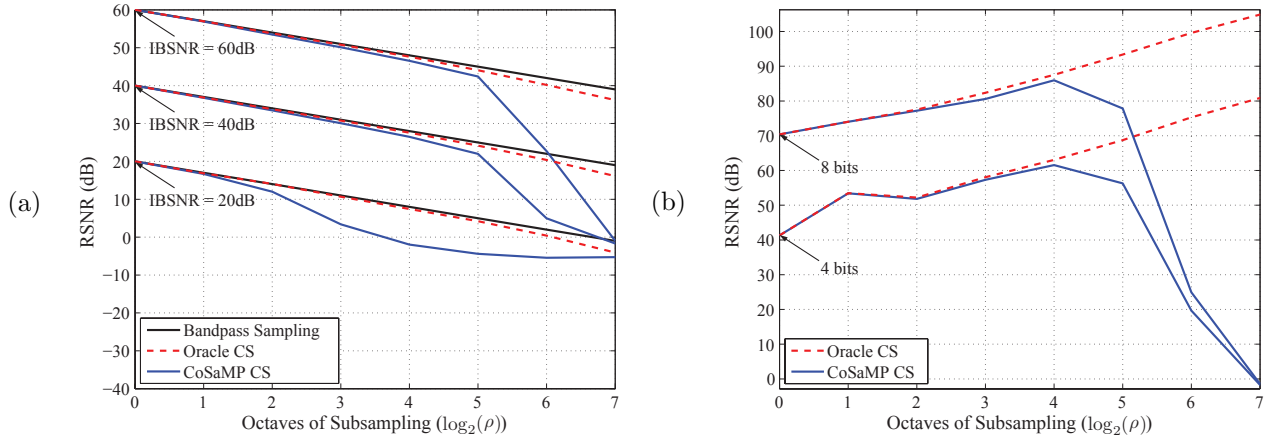 (a)
RSNR (dB)
60
50
40
30
20
10
0
−10
−20
−30
−40
IBSNR = 60dB
IBSNR = 40dB
IBSNR = 20dB
Bandpass Sampling
Oracle CS
CoSaMP CS
0 1 2 3 4 5 6 7
Octaves of Subsampling (log₂(ρ))
(b)
RSNR (dB)
100
90
80
70
60
50
40
30
20
10
0
8 bits
4 bits
Oracle CS
CoSaMP CS
0 1 2 3 4 5 6 7
Octaves of Subsampling (log₂(ρ))